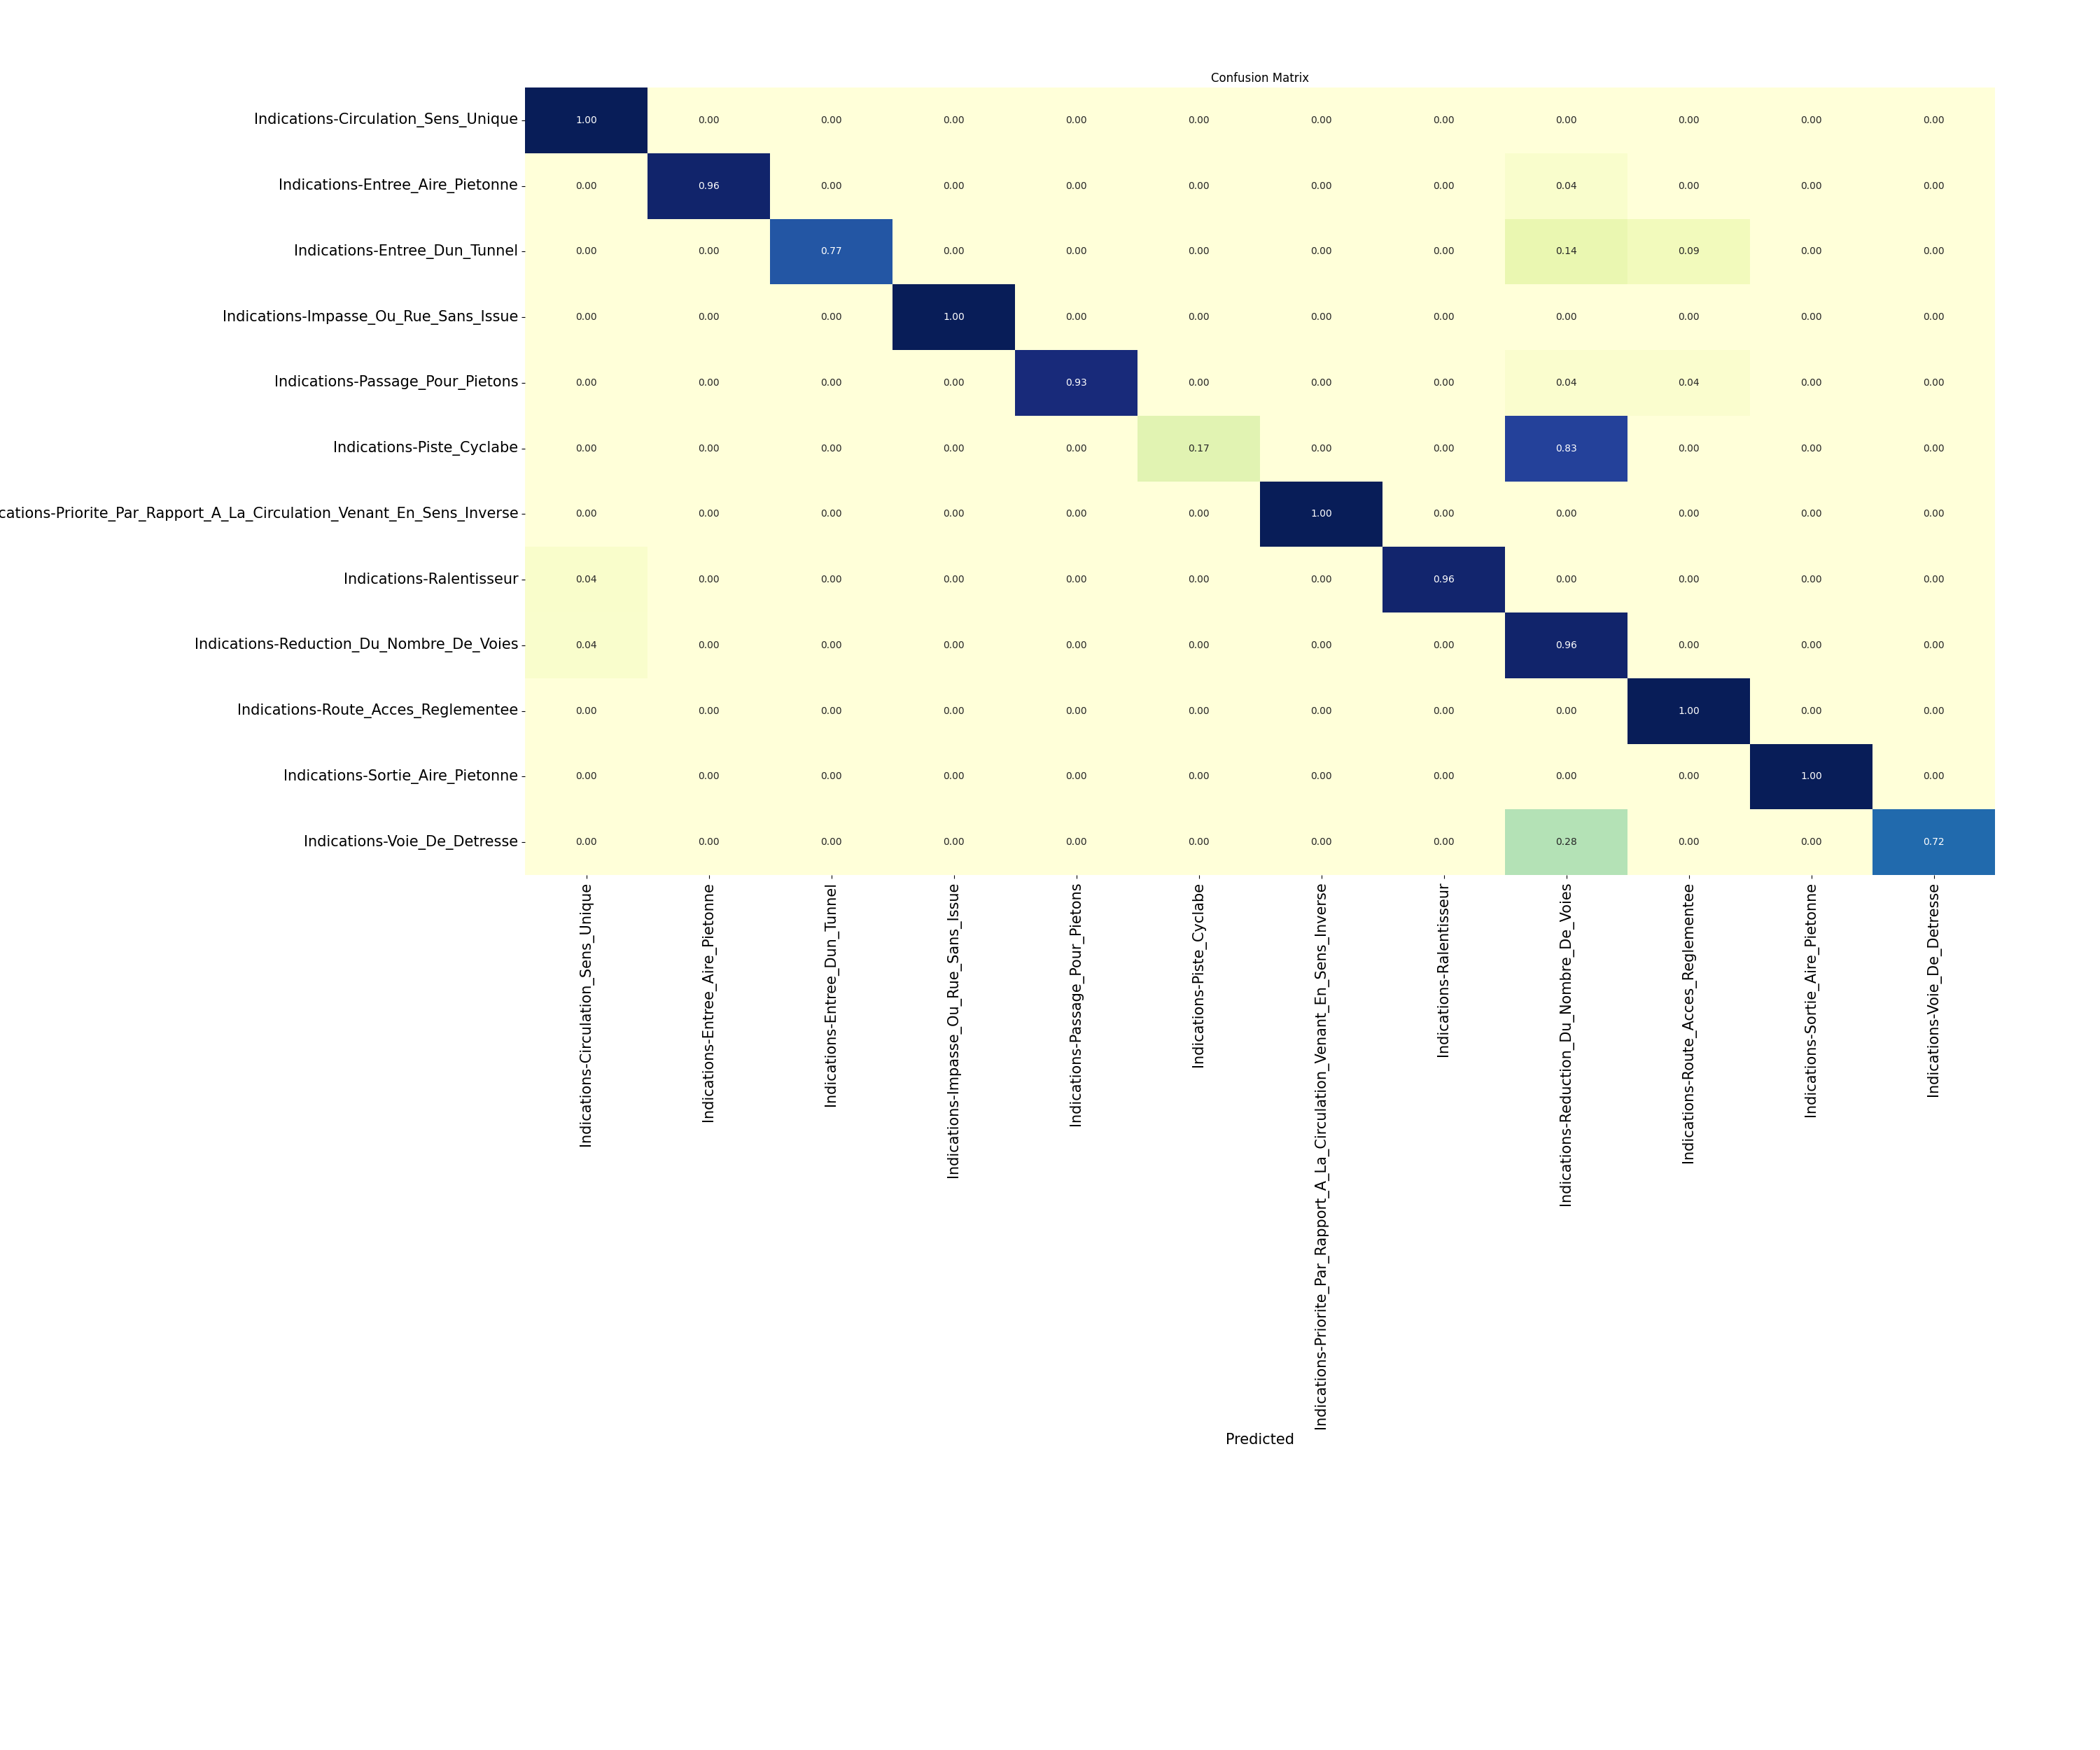 Confusion Matrix
Indications-Circulation_Sens_Unique 1.00 0.00 0.00 0.00 0.00 0.00 0.00 0.00 0.00 0.00 0.00 0.00
Indications-Entree_Aire_Pietonne 0.00 0.96 0.00 0.00 0.00 0.00 0.00 0.00 0.04 0.00 0.00 0.00
Indications-Entree_Dun_Tunnel 0.00 0.00 0.77 0.00 0.00 0.00 0.00 0.00 0.14 0.09 0.00 0.00
Indications-Impasse_Ou_Rue_Sans_Issue 0.00 0.00 0.00 1.00 0.00 0.00 0.00 0.00 0.00 0.00 0.00 0.00
Indications-Passage_Pour_Pietons 0.00 0.00 0.00 0.00 0.93 0.00 0.00 0.00 0.04 0.04 0.00 0.00
Indications-Piste_Cyclabe 0.00 0.00 0.00 0.00 0.00 0.17 0.00 0.00 0.83 0.00 0.00 0.00
cations-Priorite_Par_Rapport_A_La_Circulation_Venant_En_Sens_Inverse 0.00 0.00 0.00 0.00 0.00 0.00 1.00 0.00 0.00 0.00 0.00 0.00
Indications-Ralentisseur 0.04 0.00 0.00 0.00 0.00 0.00 0.00 0.96 0.00 0.00 0.00 0.00
Indications-Reduction_Du_Nombre_De_Voies 0.04 0.00 0.00 0.00 0.00 0.00 0.00 0.00 0.96 0.00 0.00 0.00
Indications-Route_Acces_Reglementee 0.00 0.00 0.00 0.00 0.00 0.00 0.00 0.00 0.00 1.00 0.00 0.00
Indications-Sortie_Aire_Pietonne 0.00 0.00 0.00 0.00 0.00 0.00 0.00 0.00 0.00 0.00 1.00 0.00
Indications-Voie_De_Detresse 0.00 0.00 0.00 0.00 0.00 0.00 0.00 0.00 0.28 0.00 0.00 0.72
Indications-Circulation_Sens_Unique
Indications-Entree_Aire_Pietonne
Indications-Entree_Dun_Tunnel
Indications-Impasse_Ou_Rue_Sans_Issue
Indications-Passage_Pour_Pietons
Indications-Piste_Cyclabe
Indications-Priorite_Par_Rapport_A_La_Circulation_Venant_En_Sens_Inverse
Indications-Ralentisseur
Indications-Reduction_Du_Nombre_De_Voies
Indications-Route_Acces_Reglementee
Indications-Sortie_Aire_Pietonne
Indications-Voie_De_Detresse
Predicted